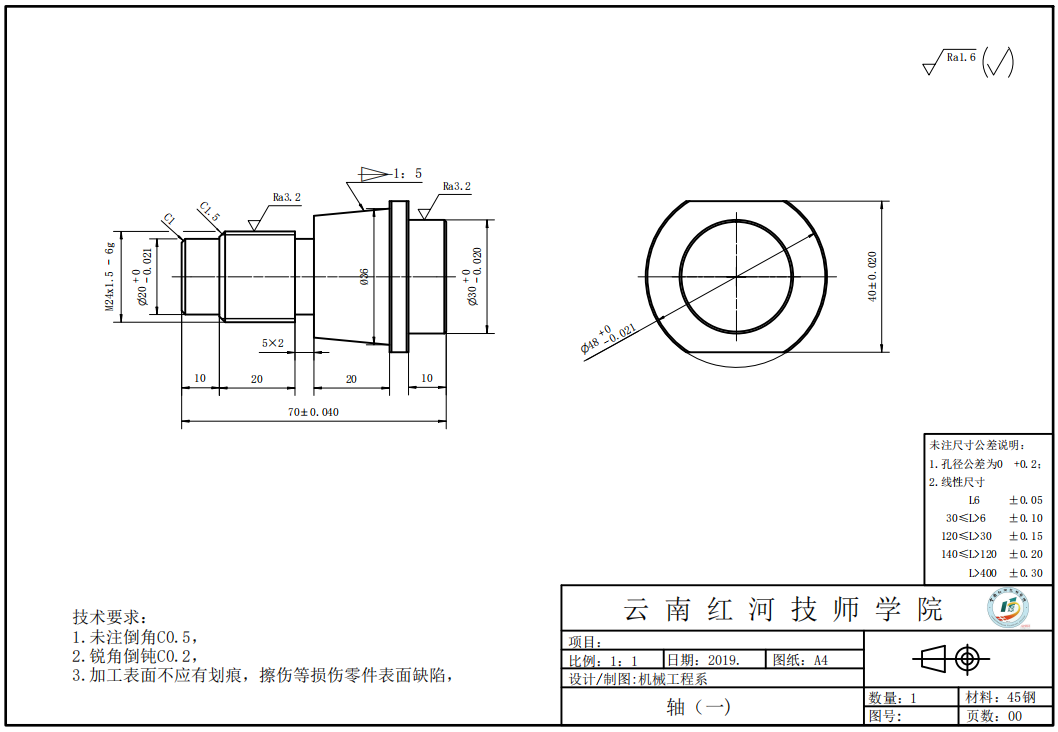 Ra1.6
1: 5
Ra3.2
Ra3.2
C1.5
C1
M24x1.5 - 6g
Ø20 +0 -0.021
Ø36
Ø30 +0 -0.020
5×2
10
20
20
10
70±0.040
Ø48 +0 -0.021
40±0.020
未注尺寸公差说明:
1.孔径公差为0 +0.2;
2.线性尺寸
L6 ±0.05
30≤L>6 ±0.10
120≤L>30 ±0.15
140≤L>120 ±0.20
L>400 ±0.30
技术要求:
1.未注倒角C0.5,
2.锐角倒钝C0.2,
3.加工表面不应有划痕，擦伤等损伤零件表面缺陷,
云南红河技师学院
项目:
比例: 1: 1 日期: 2019. 图纸: A4
设计/制图:机械工程系
轴（一）
数量: 1 材料: 45钢
图号: 页数: 00